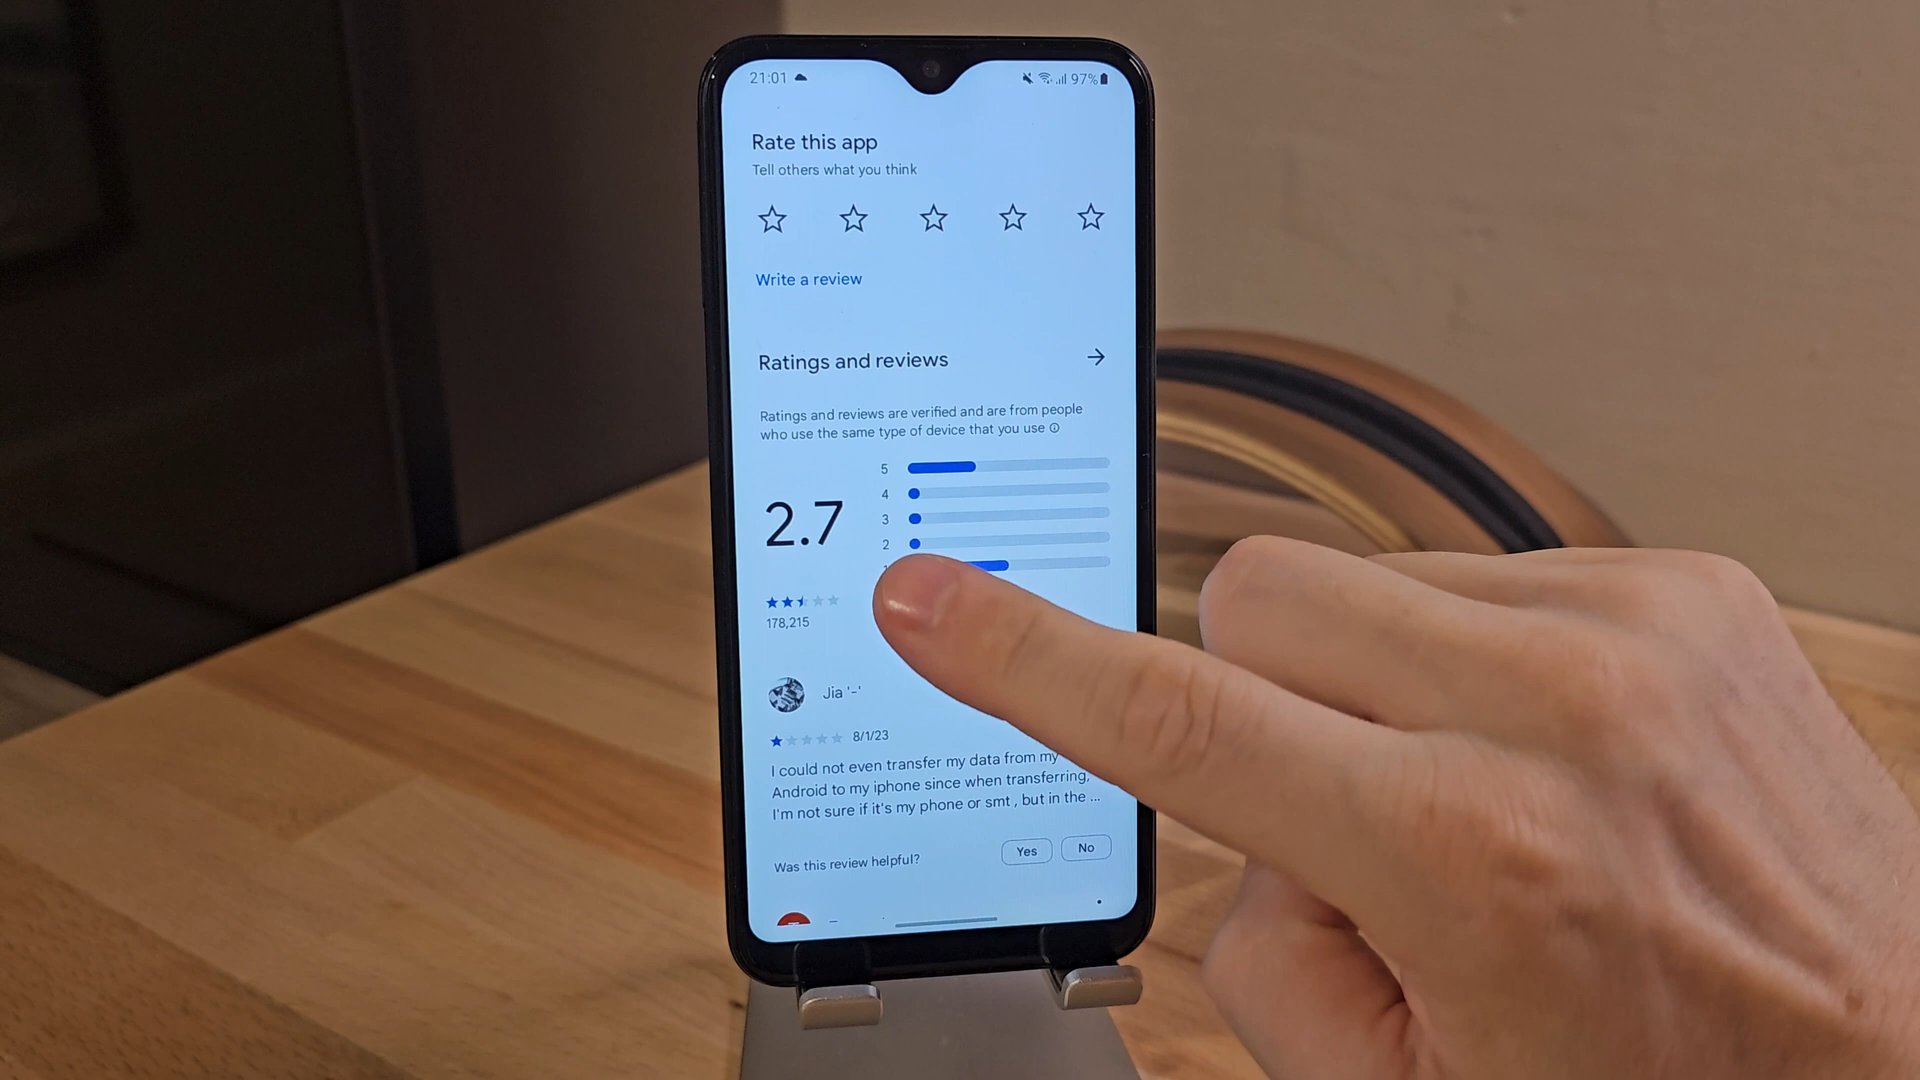 21:01 97%
Rate this app
Tell others what you think
Write a review
Ratings and reviews
Ratings and reviews are verified and are from people
who use the same type of device that you use
5
4
2.7
3
2
178,215
Jia '-'
8/1/23
I could not even transfer my data from my
Android to my iphone since when transferring,
I'm not sure if it's my phone or smt , but in the ...
Was this review helpful? Yes No